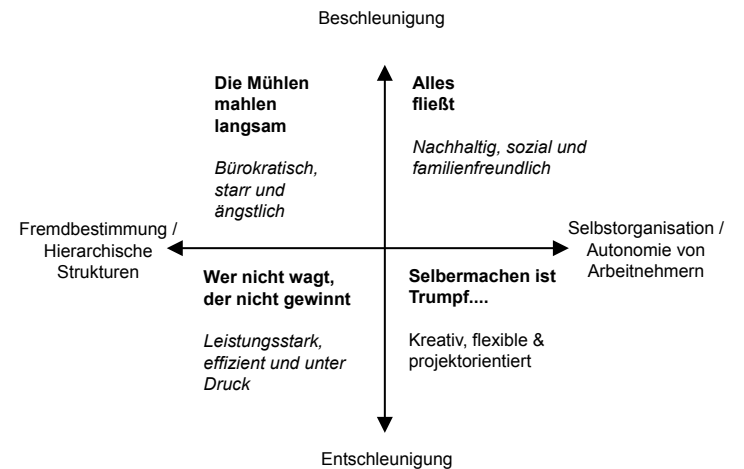 Beschleunigung
Die Mühlen
mahlen
langsam
Bürokratisch,
starr und
ängstlich
Alles
fließt
Nachhaltig, sozial und
familienfreundlich
Fremdbestimmung /
Hierarchische
Strukturen
Selbstorganisation /
Autonomie von
Arbeitnehmern
Wer nicht wagt,
der nicht gewinnt
Leistungsstark,
effizient und unter
Druck
Selbermachen ist
Trumpf....
Kreativ, flexible &
projektorientiert
Entschleunigung